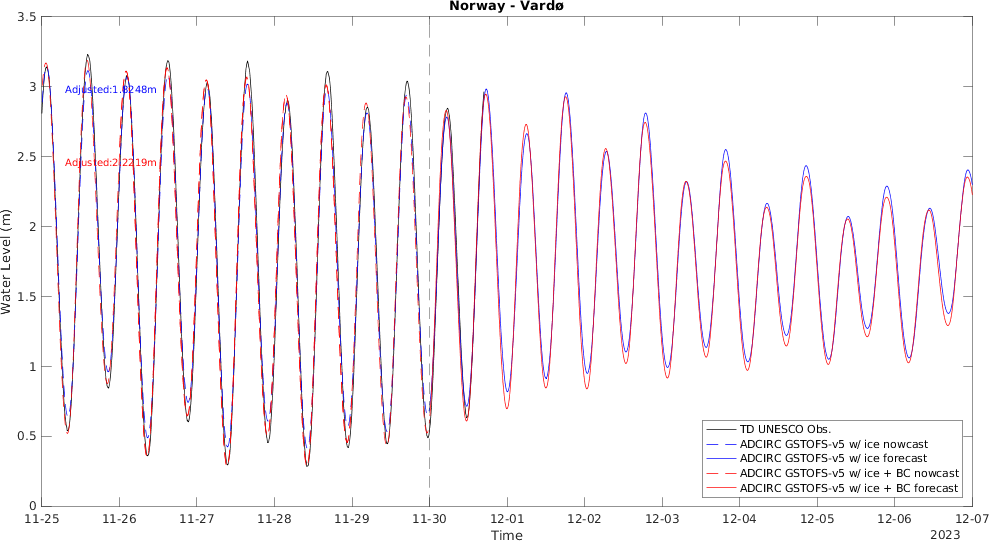 Norway - Vardø
3.5
3
2.5
2
1.5
1
0.5
0
Water Level (m)
Adjusted:1.8248m
Adjusted:2.2219m
TD UNESCO Obs.
ADCIRC GSTOFS-v5 w/ ice nowcast
ADCIRC GSTOFS-v5 w/ ice forecast
ADCIRC GSTOFS-v5 w/ ice + BC nowcast
ADCIRC GSTOFS-v5 w/ ice + BC forecast
11-25 11-26 11-27 11-28 11-29 11-30 12-01 12-02 12-03 12-04 12-05 12-06 12-07
Time
2023